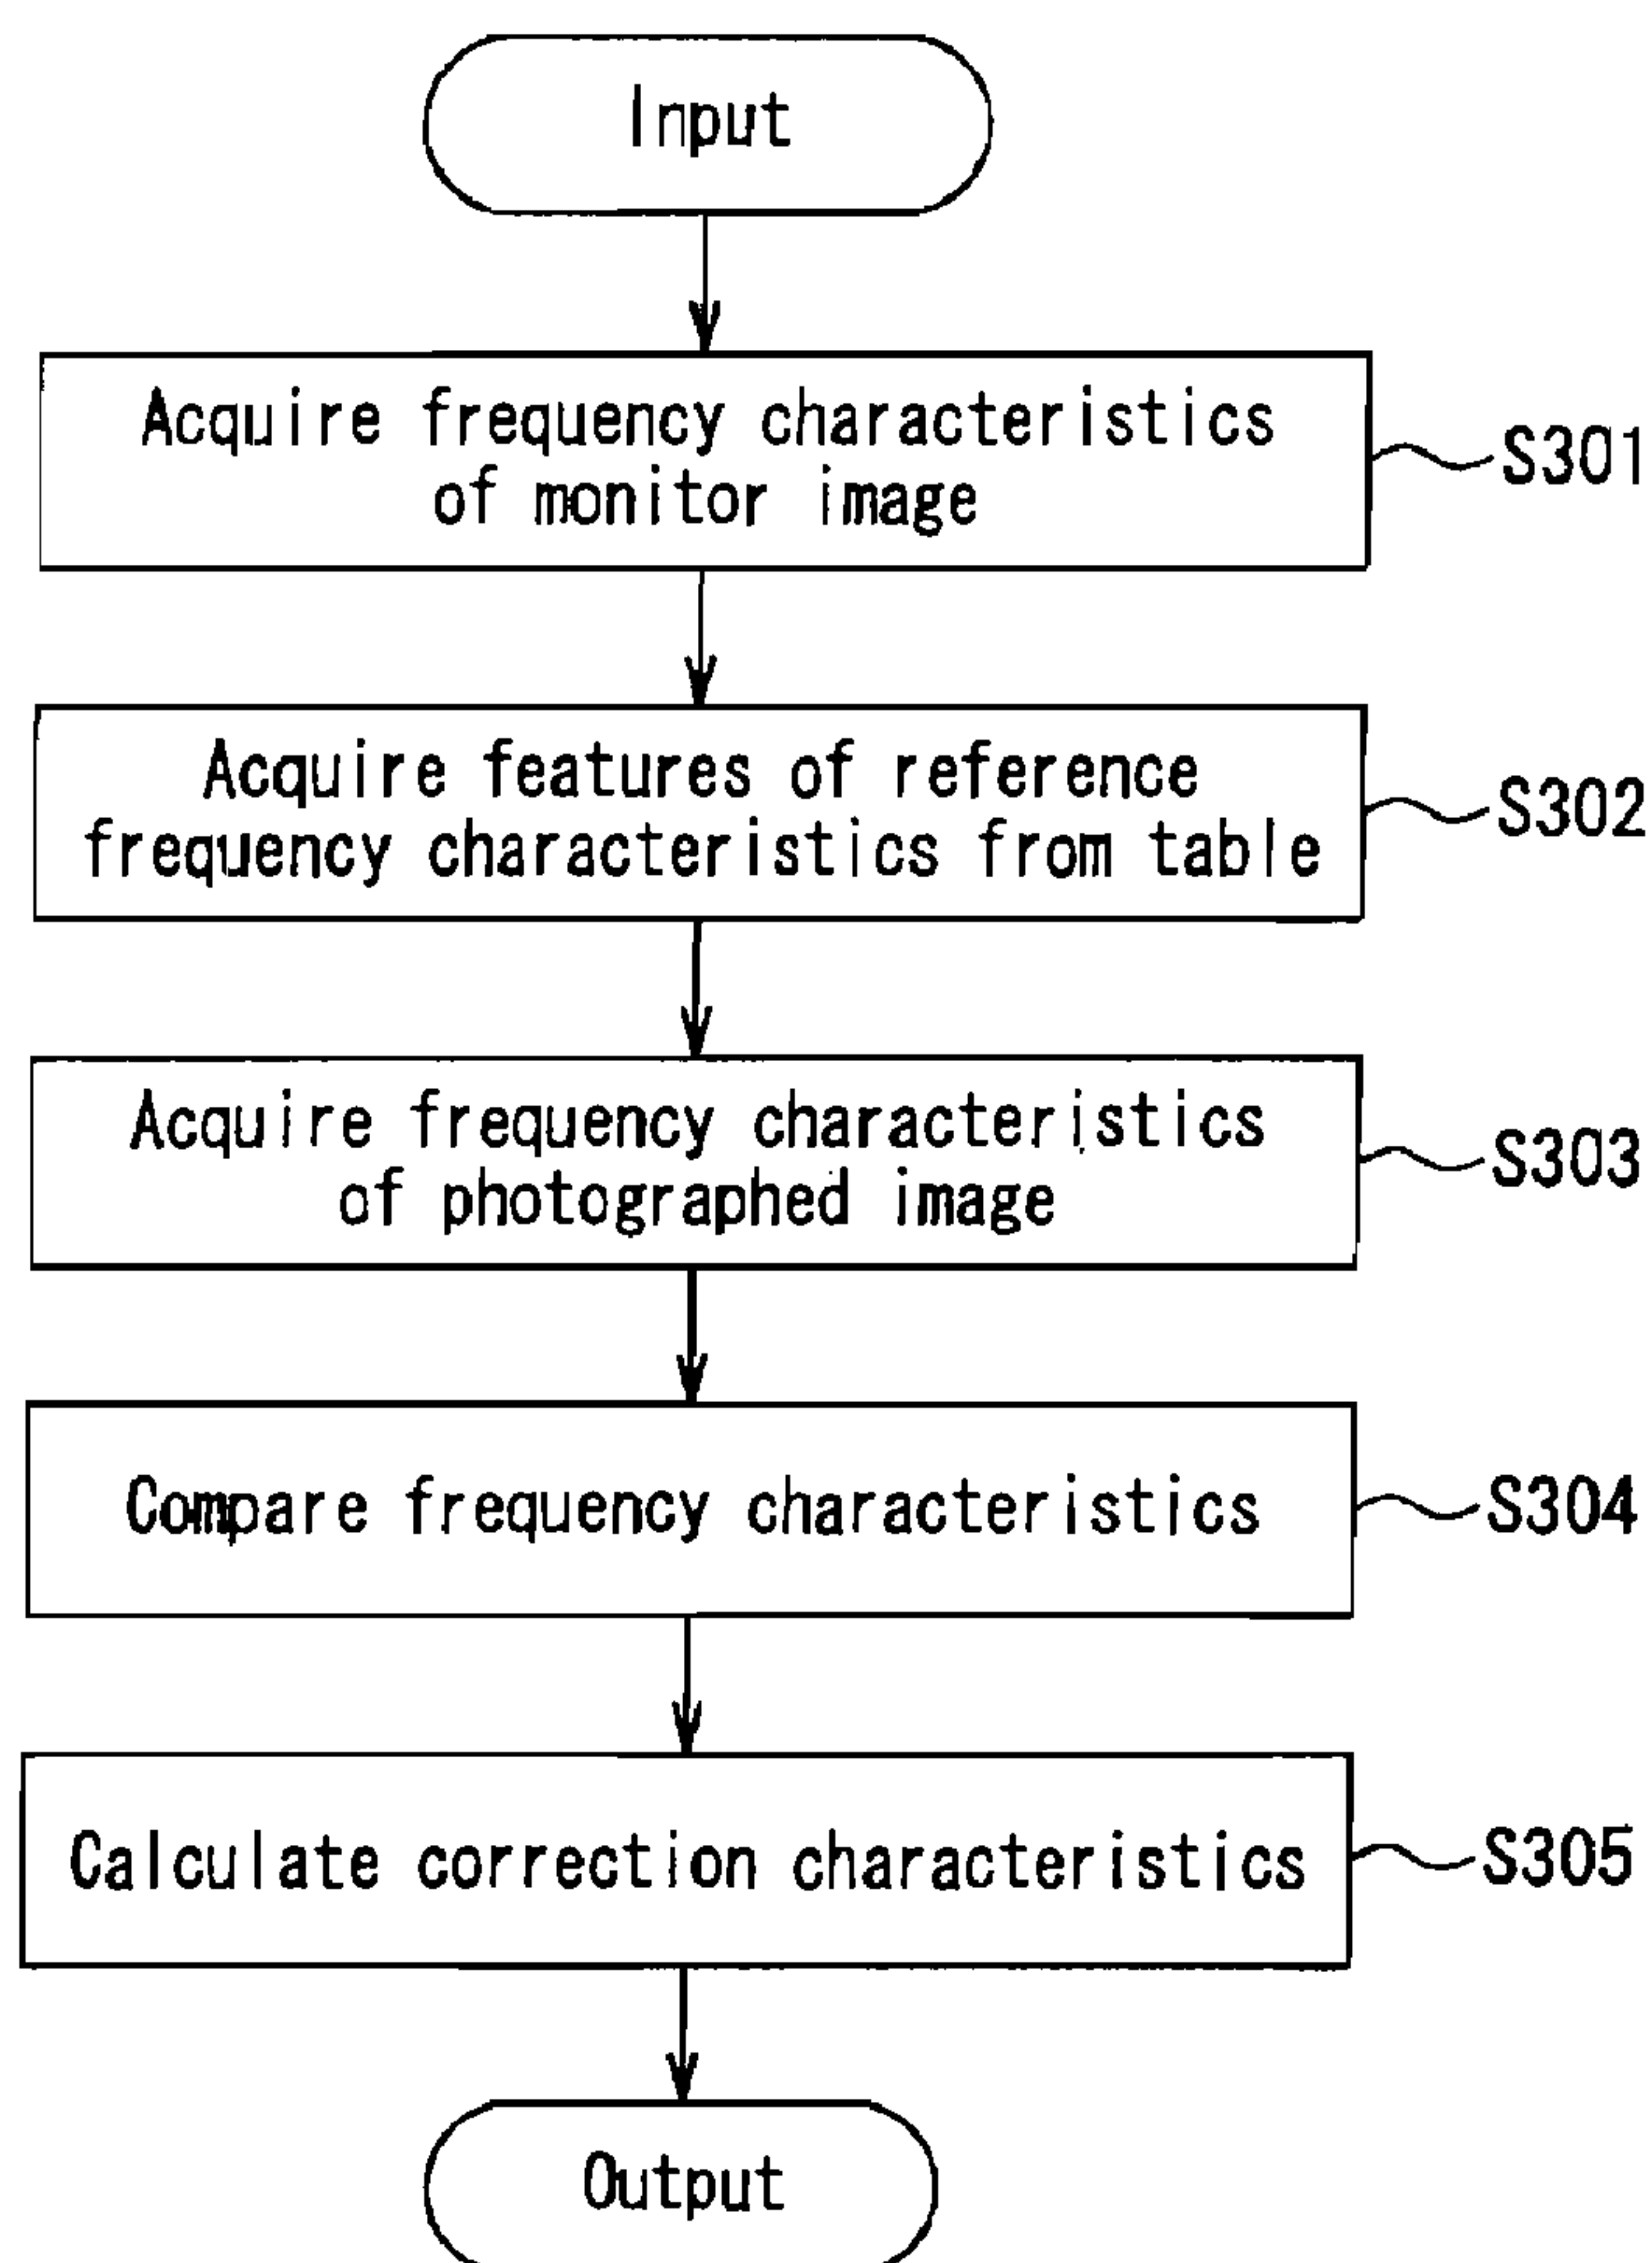 Input
Acquire frequency characteristics
of monitor image
S301
Acquire features of reference
frequency characteristics from table
S302
Acquire frequency characteristics
of photographed image
S303
Compare frequency characteristics
S304
Calculate correction characteristics
S305
Output